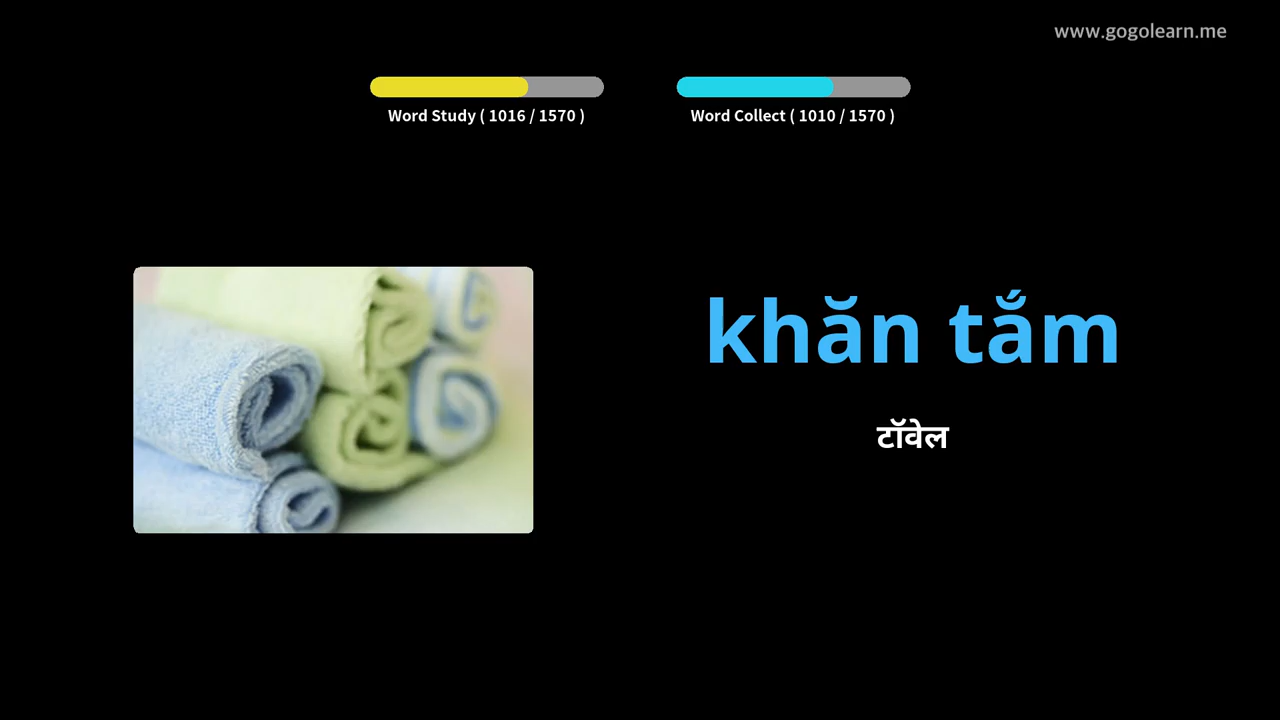 www.gogolearn.me
Word Study ( 1016 / 1570 )
Word Collect ( 1010 / 1570 )
khăn tắm
टॉवेल